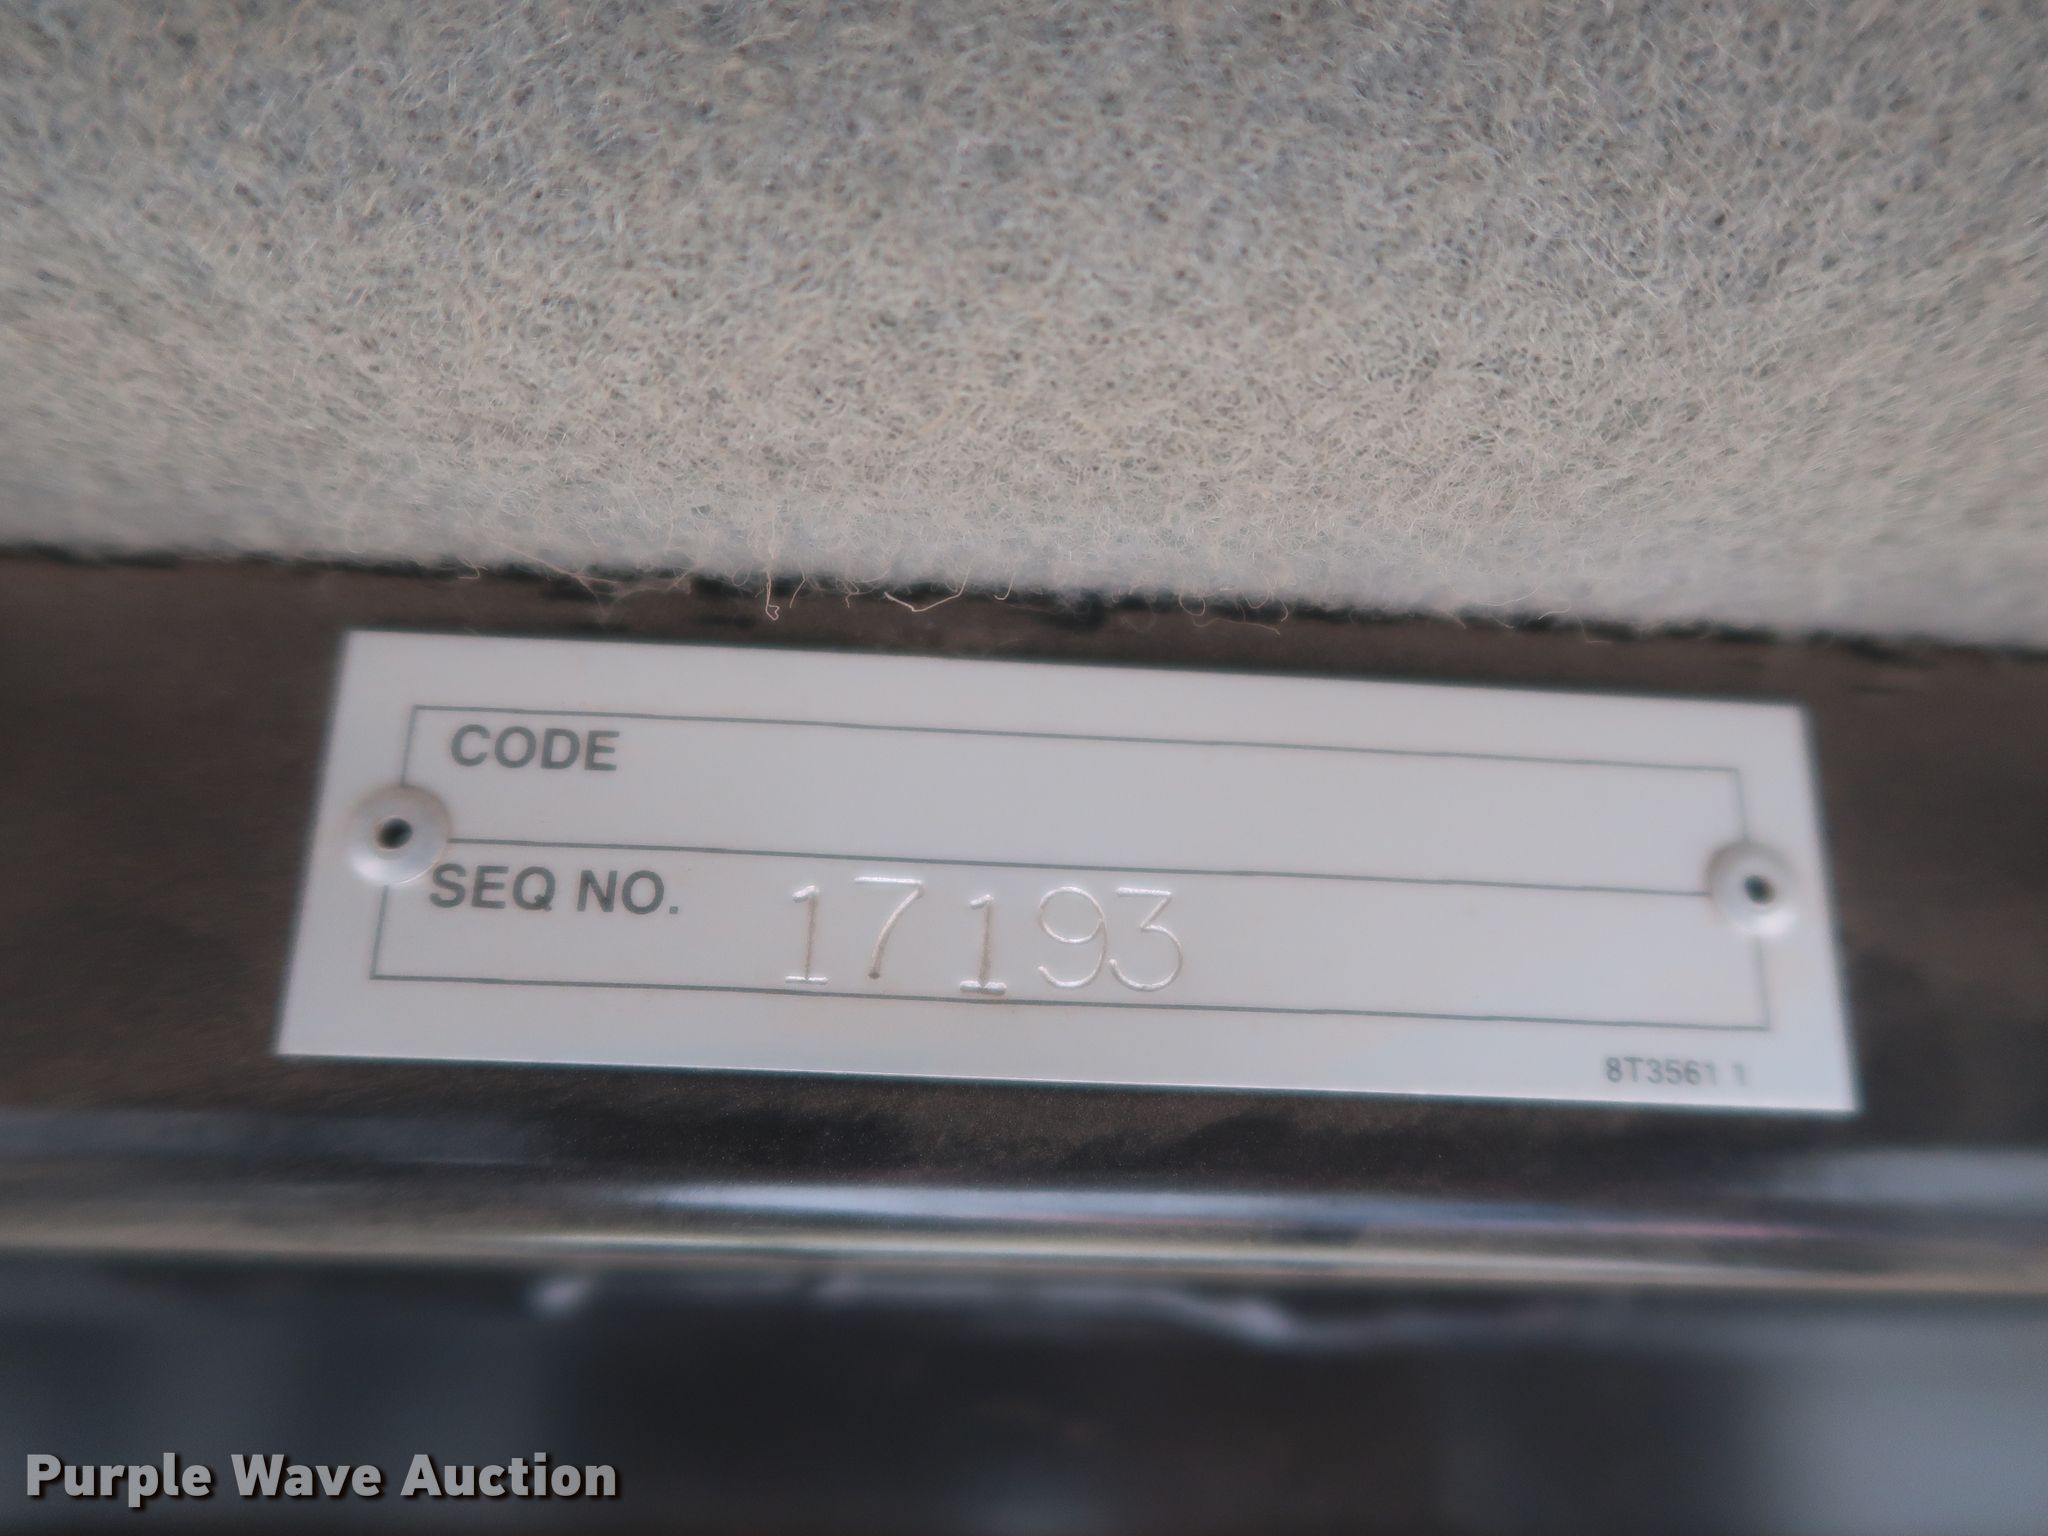 CODE
SEQ NO. 17193
8T3561 1
Purple Wave Auction